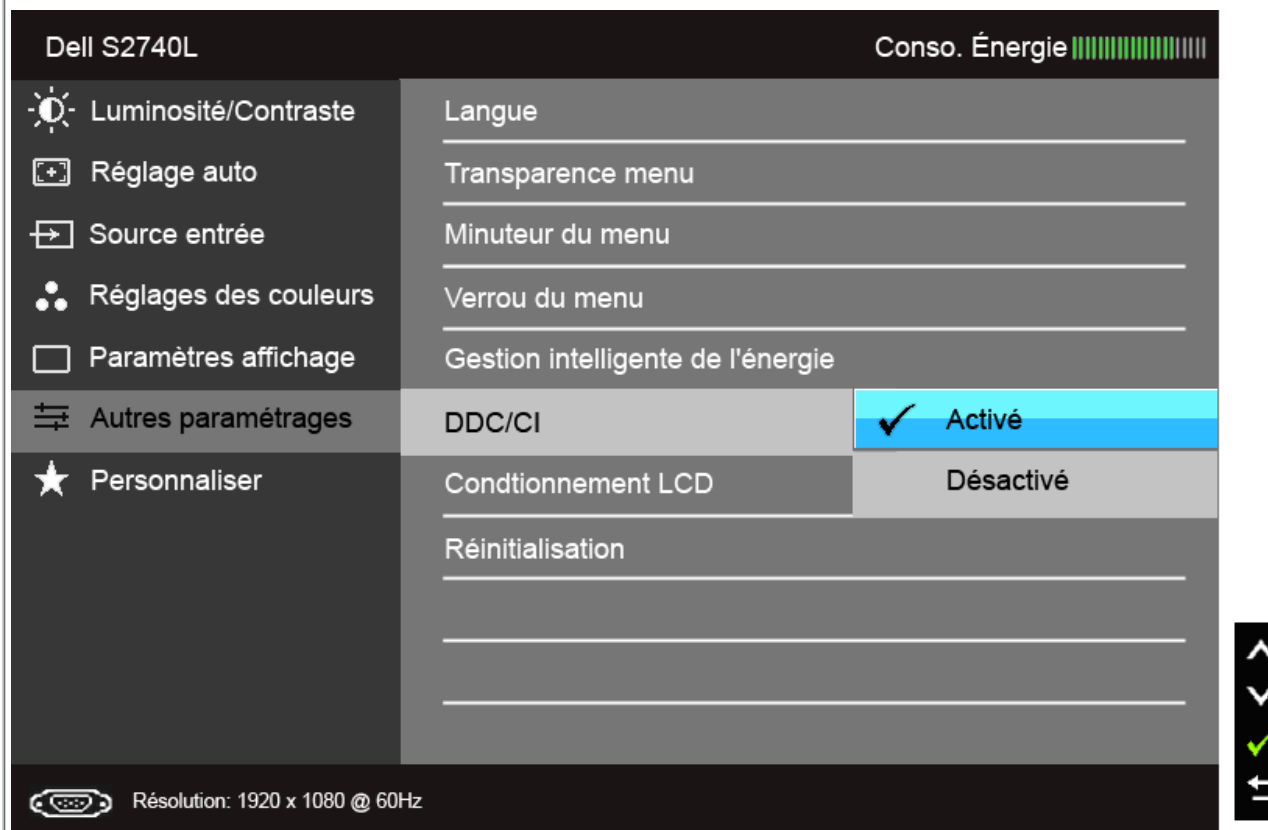 Dell S2740L
Conso. Énergie
Luminosité/Contraste
Réglage auto
Source entrée
Réglages des couleurs
Paramètres affichage
Autres paramétrages
Personnaliser
Langue
Transparence menu
Minuteur du menu
Verrou du menu
Gestion intelligente de l'énergie
DDC/CI
Activé
Désactivé
Condtionnement LCD
Réinitialisation
Résolution: 1920 x 1080 @ 60Hz